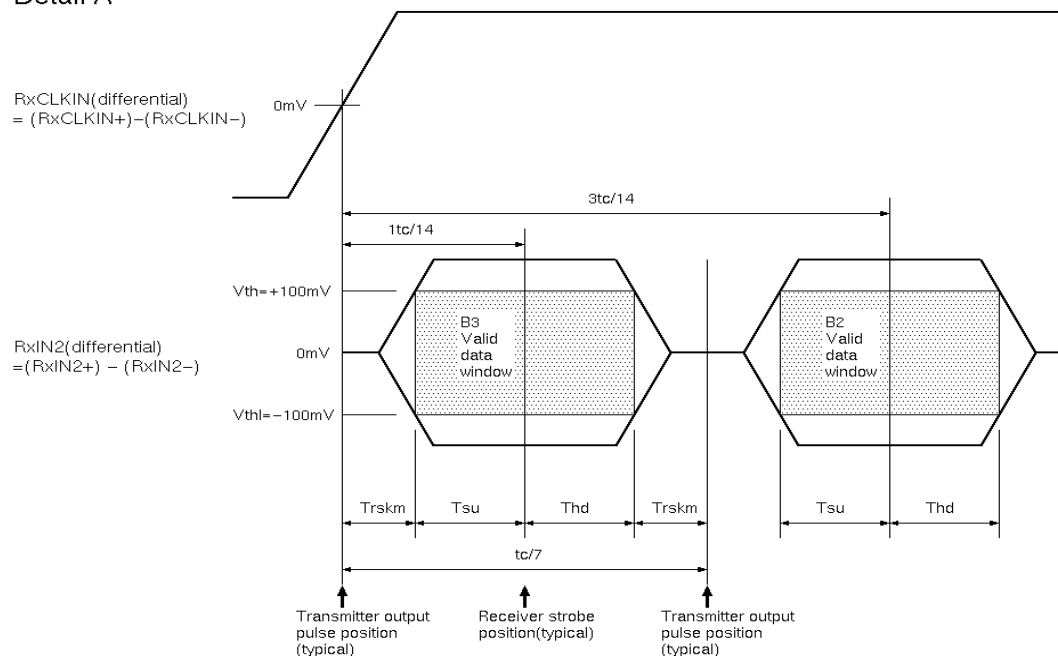 Detail A
RxCLKIN(differential)
= (RxCLKIN+)−(RxCLKIN−)
0mV
3tc/14
1tc/14
Vth=+100mV
B3
Valid
data
window
B2
Valid
data
window
RxIN2(differential)
=(RxIN2+) − (RxIN2−)
0mV
Vthl=−100mV
Trskm
Tsu
Thd
Trskm
Tsu
Thd
tc/7
Transmitter output
pulse position
(typical)
Receiver strobe
position(typical)
Transmitter output
pulse position
(typical)